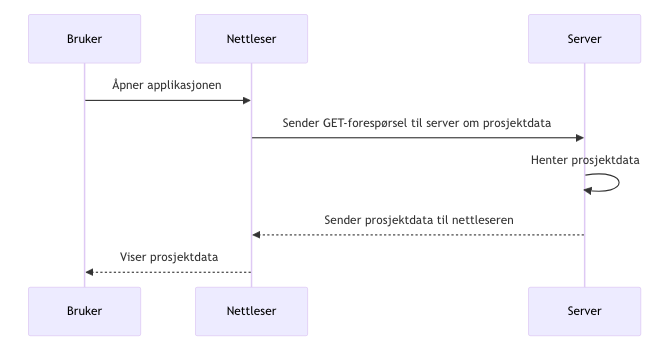 Bruker
Nettleser
Server
Åpner applikasjonen
Sender GET-forespørsel til server om prosjektdata
Henter prosjektdata
Sender prosjektdata til nettleseren
Viser prosjektdata
Bruker
Nettleser
Server